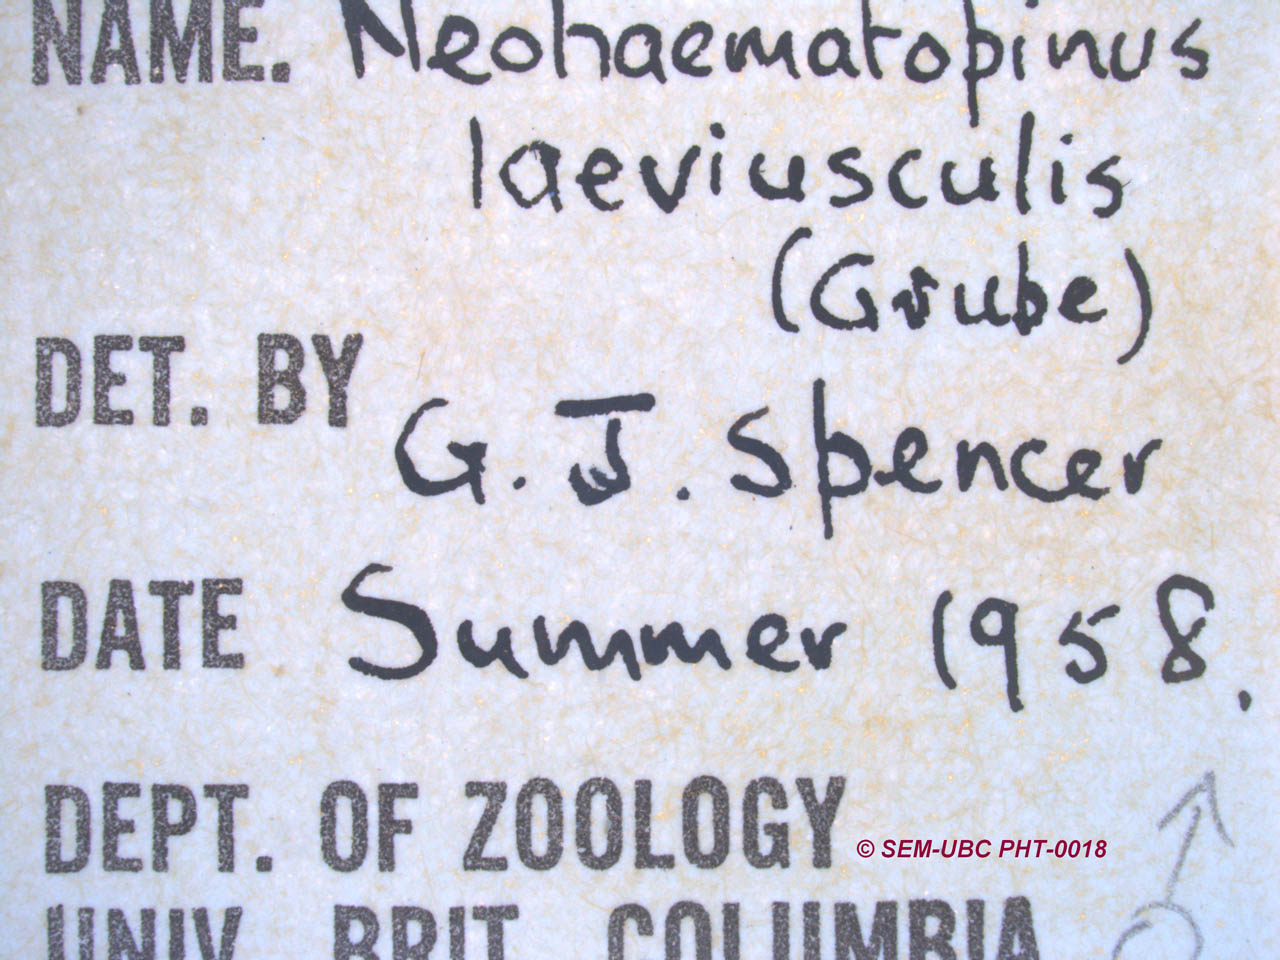 NAME. Neohaematopinus
laeviusculis
(Grube)
DET. BY G. J. Spencer
DATE Summer 1958.
DEPT. OF ZOOLOGY
© SEM-UBC PHT-0018
UNIV. BRIT. COLUMBIA ♂